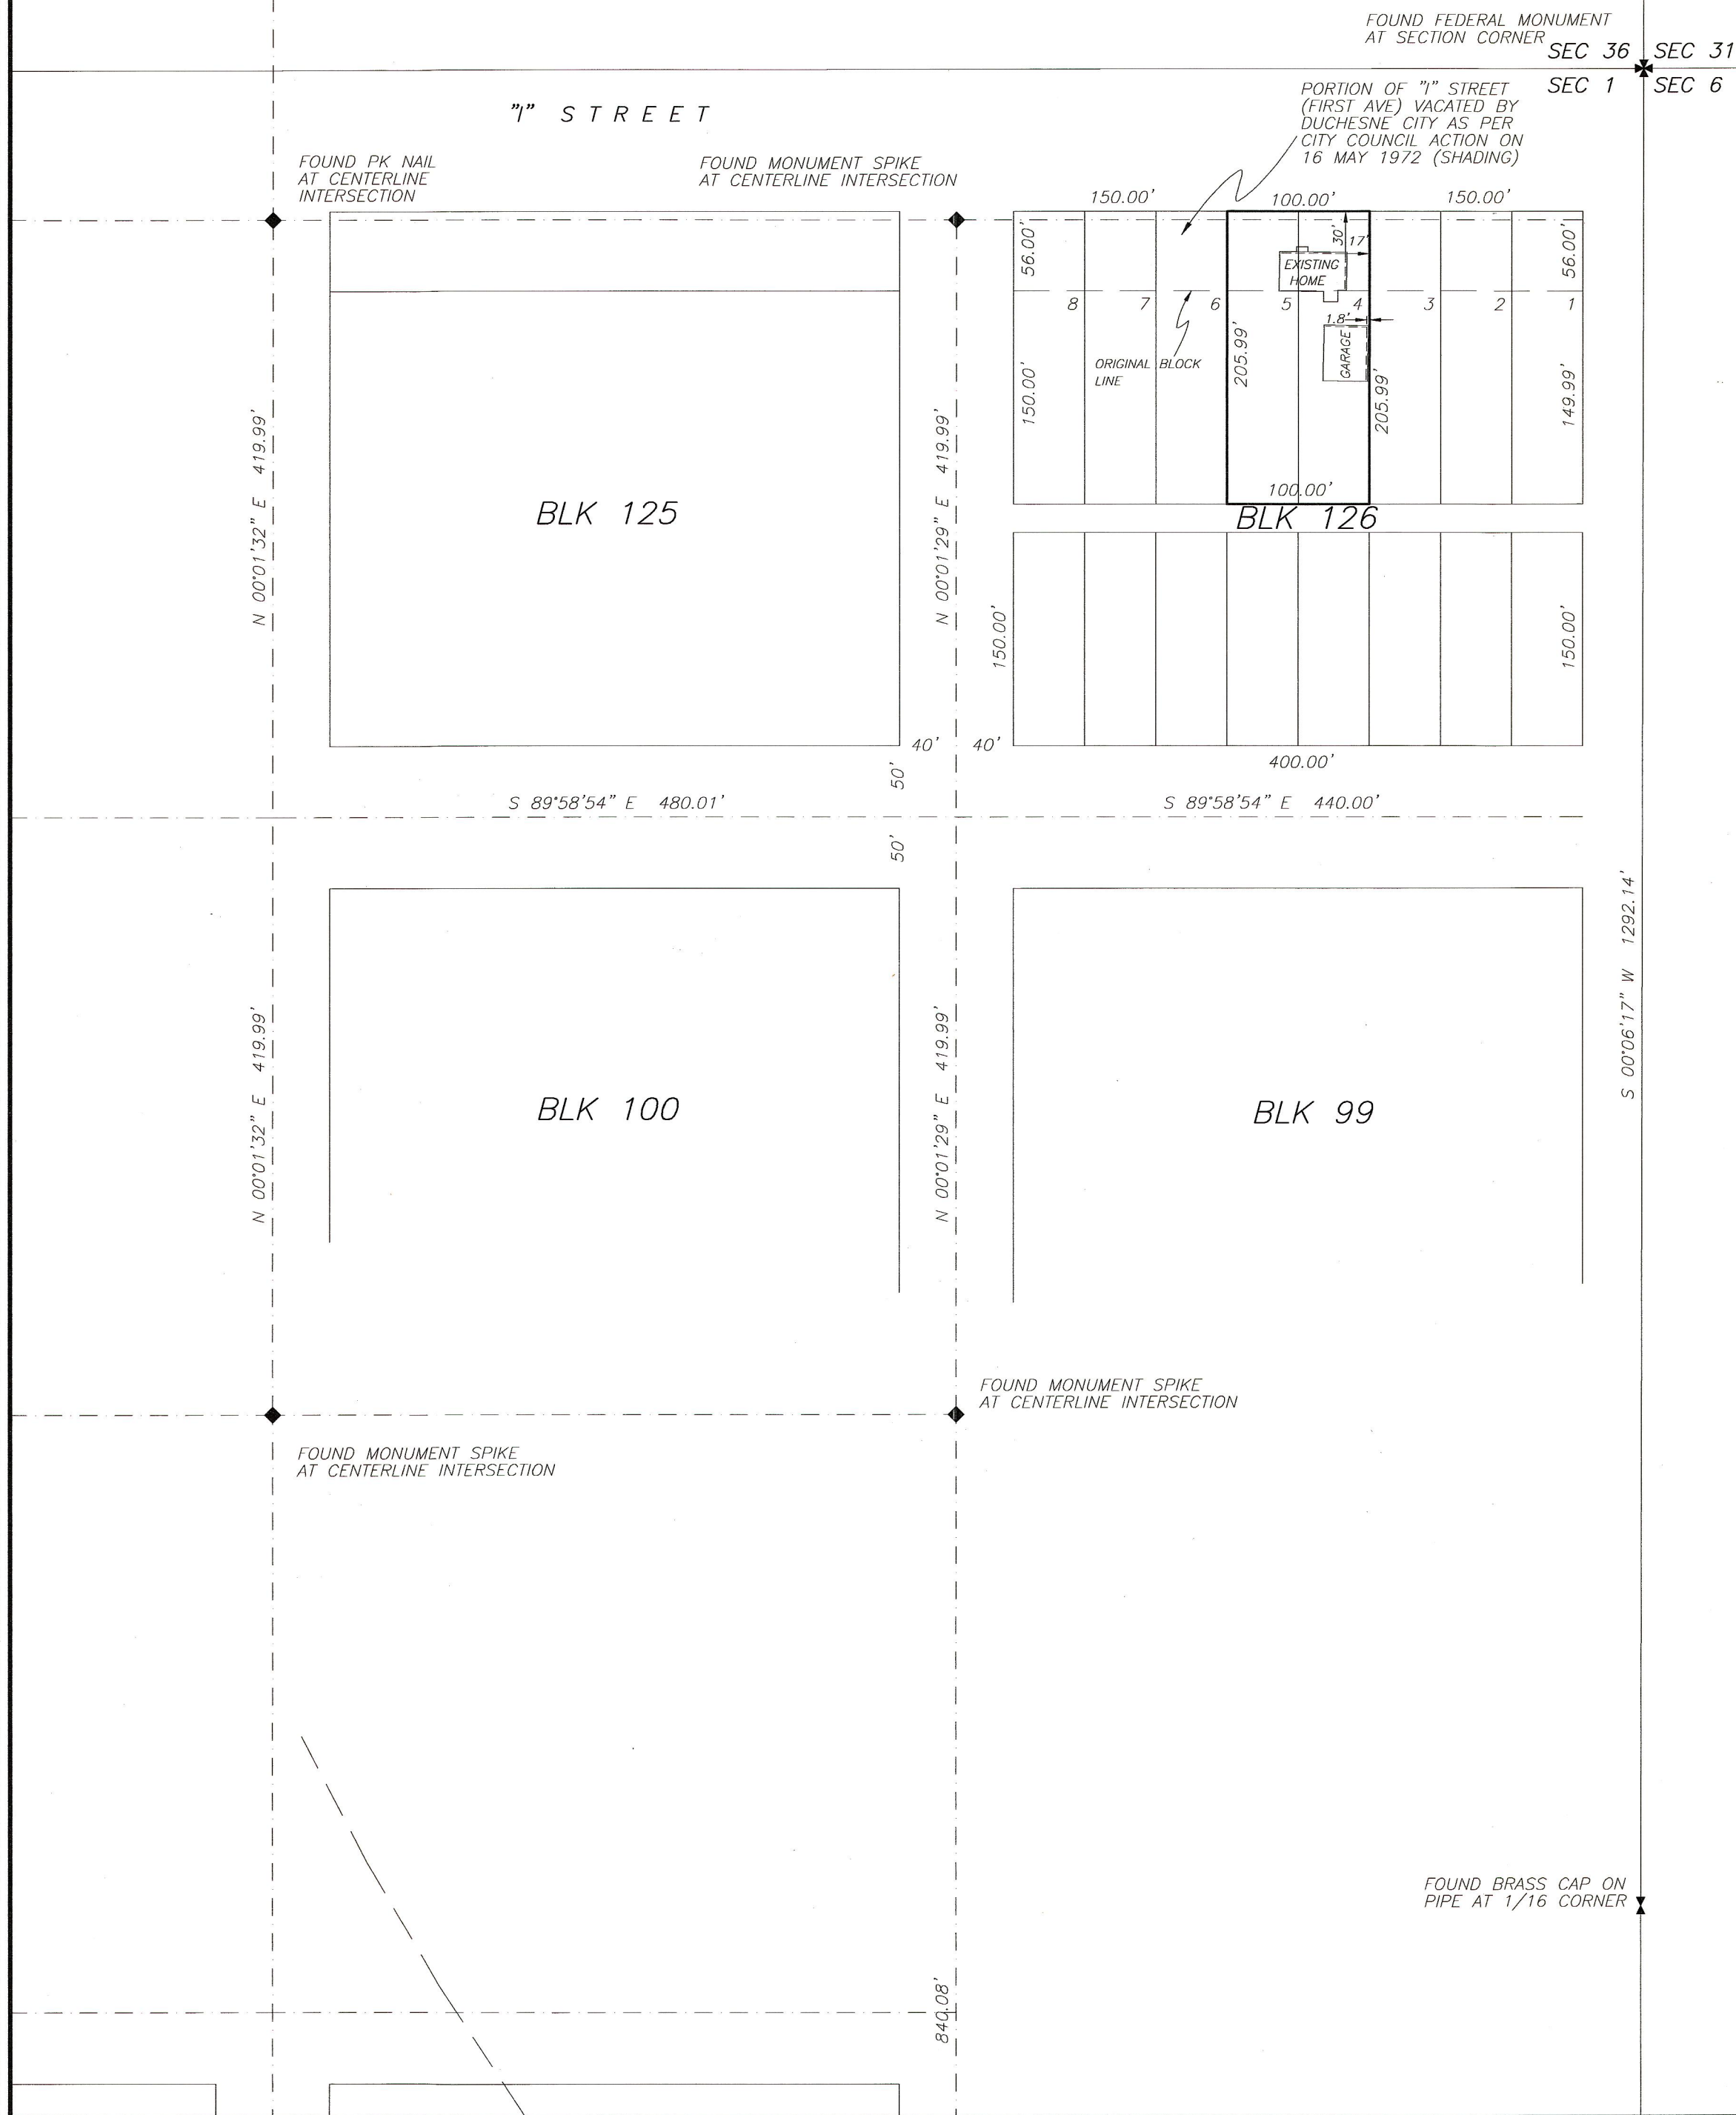 FOUND FEDERAL MONUMENT
AT SECTION CORNER
SEC 36 SEC 31
SEC 1 SEC 6
"I" STREET
PORTION OF "I" STREET
(FIRST AVE) VACATED BY
DUCHESNE CITY AS PER
CITY COUNCIL ACTION ON
16 MAY 1972 (SHADING)
FOUND PK NAIL
AT CENTERLINE
INTERSECTION
FOUND MONUMENT SPIKE
AT CENTERLINE INTERSECTION
150.00'
100.00'
150.00'
56.00'
30'
17'
56.00'
EXISTING
HOME
8 7 6 5 4 3 2 1
1.8'
GARAGE
ORIGINAL BLOCK
LINE
150.00'
205.99'
205.99'
149.99'
100.00'
N 00°01'32" E 419.99'
N 00°01'29" E 419.99'
BLK 125
BLK 126
150.00'
150.00'
40' 40'
50'
400.00'
S 89°58'54" E 480.01'
S 89°58'54" E 440.00'
50'
S 00°06'17" W 1292.14'
N 00°01'32" E 419.99'
N 00°01'29" E 419.99'
BLK 100
BLK 99
FOUND MONUMENT SPIKE
AT CENTERLINE INTERSECTION
FOUND MONUMENT SPIKE
AT CENTERLINE INTERSECTION
FOUND BRASS CAP ON
PIPE AT 1/16 CORNER
840.08'